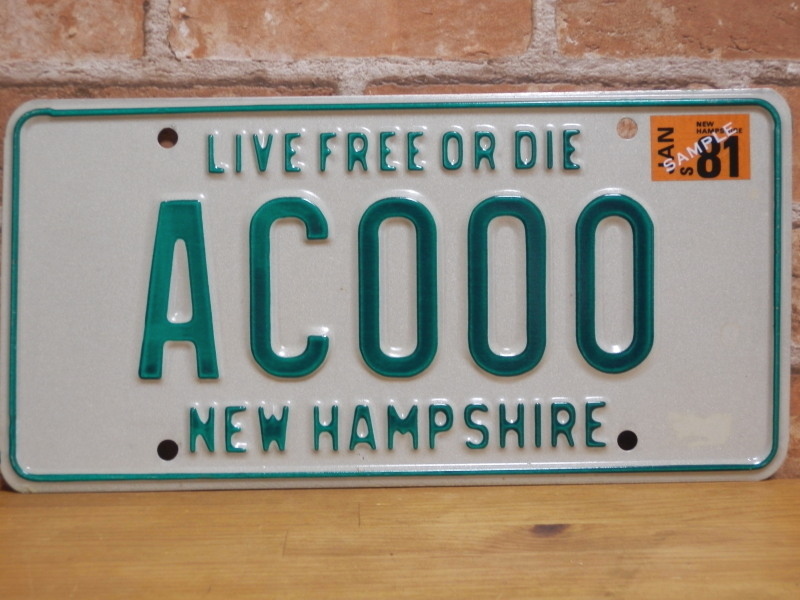 LIVE FREE OR DIE
JAN
NEW
HAMPSHIRE
SAMPLE
S
81
AC000
NEW HAMPSHIRE